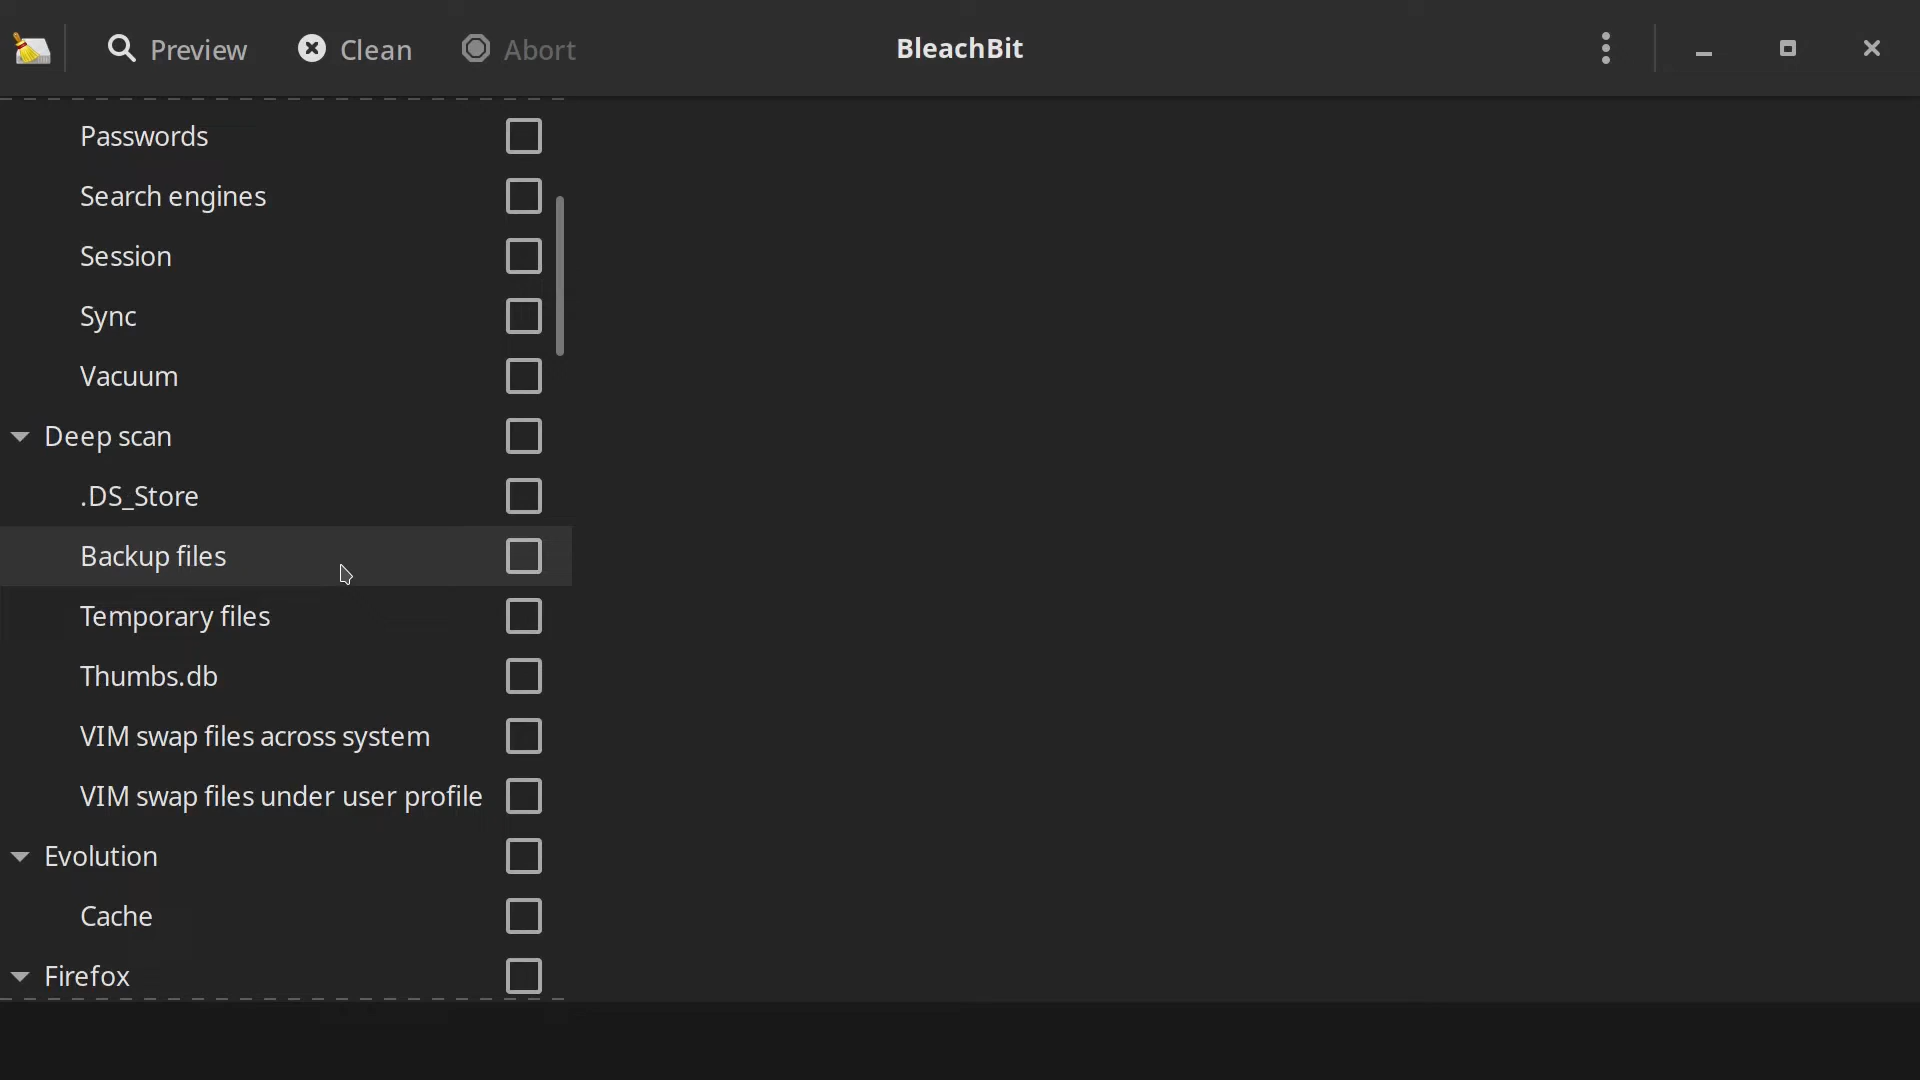 Preview
Clean
Abort
BleachBit
Passwords
Search engines
Session
Sync
Vacuum
Deep scan
.DS_Store
Backup files
Temporary files
Thumbs.db
VIM swap files across system
VIM swap files under user profile
Evolution
Cache
Firefox